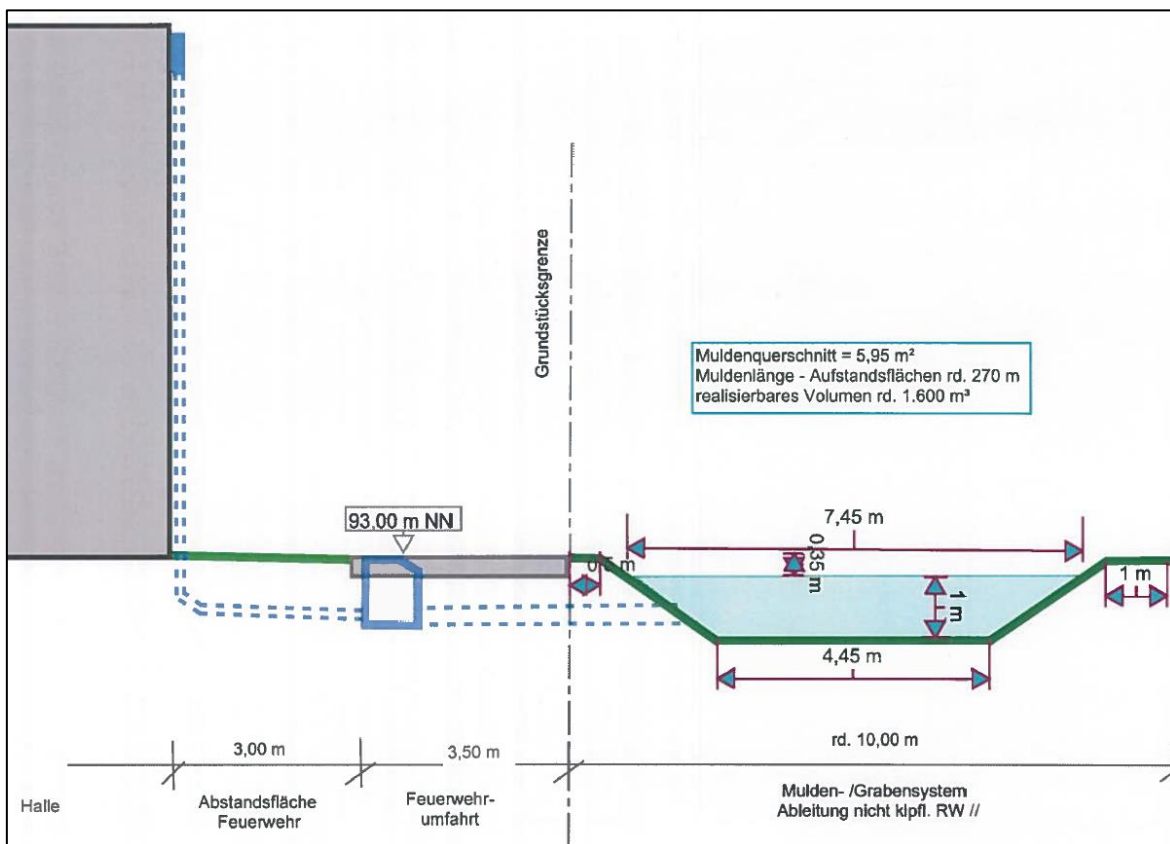 Grundstücksgrenze
Muldenquerschnitt = 5,95 m²
Muldenlänge - Aufstandsflächen rd. 270 m
realisierbares Volumen rd. 1.600 m³
93.00 m NN
7,45 m
0,35 m
0,5 m
1 m
1 m
4,45 m
3,00 m
3,50 m
rd. 10,00 m
Halle
Abstandsfläche
Feuerwehr
Feuerwehr-
umfahrt
Mulden- /Grabensystem
Ableitung nicht klpfl. RW //